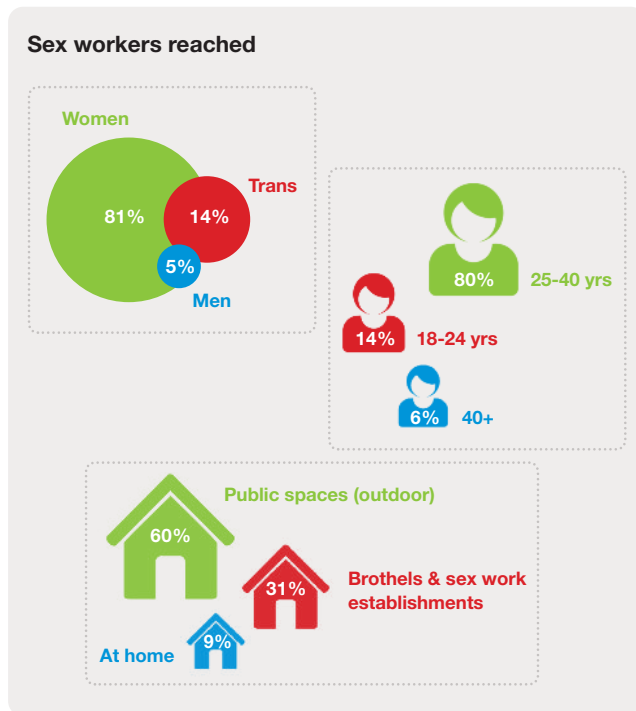 Sex workers reached
Women
81%
Trans
14%
5%
Men
80%
25-40 yrs
14%
18-24 yrs
6%
40+
Public spaces (outdoor)
60%
31%
Brothels & sex work
establishments
9%
At home